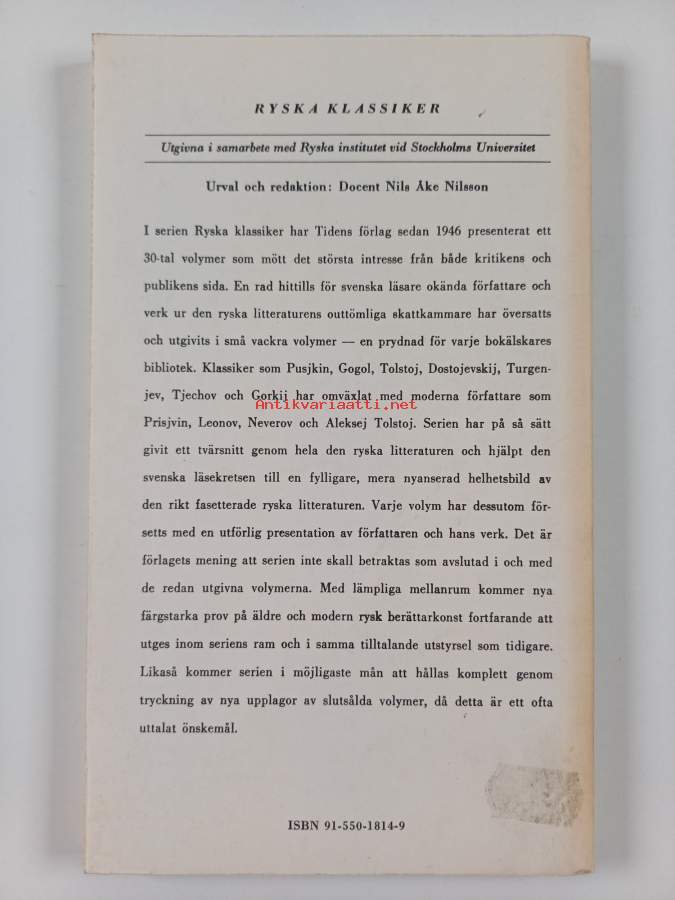 RYSKA KLASSIKER
Utgivna i samarbete med Ryska institutet vid Stockholms Universitet
Urval och redaktion: Docent Nils Åke Nilsson
I serien Ryska klassiker har Tidens förlag sedan 1946 presenterat ett
30-tal volymer som mött det största intresse från både kritikens och
publikens sida. En rad hittills för svenska läsare okända författare och
verk ur den ryska litteraturens outtömliga skattkammare har översatts
och utgivits i små vackra volymer — en prydnad för varje bokälskares
bibliotek. Klassiker som Pusjkin, Gogol, Tolstoj, Dostojevskij, Turgen-
jev, Tjechov och Gorkij har omväxlat med moderna författare som
Antikvariaatti.net
Prisjvin, Leonov, Neverov och Aleksej Tolstoj. Serien har på så sätt
givit ett tvärsnitt genom hela den ryska litteraturen och hjälpt den
svenska läsekretsen till en fylligare, mera nyanserad helhetsbild av
den rikt fasetterade ryska litteraturen. Varje volym har dessutom för-
setts med en utförlig presentation av författaren och hans verk. Det är
förlagets mening att serien inte skall betraktas som avslutad i och med
de redan utgivna volymerna. Med lämpliga mellanrum kommer nya
färgstarka prov på äldre och modern rysk berättarkonst fortfarande att
utges inom seriens ram och i samma tilltalande utstyrsel som tidigare.
Likaså kommer serien i möjligaste mån att hållas komplett genom
tryckning av nya upplagor av slutsålda volymer, då detta är ett ofta
uttalat önskemål.
ISBN 91-550-1814-9